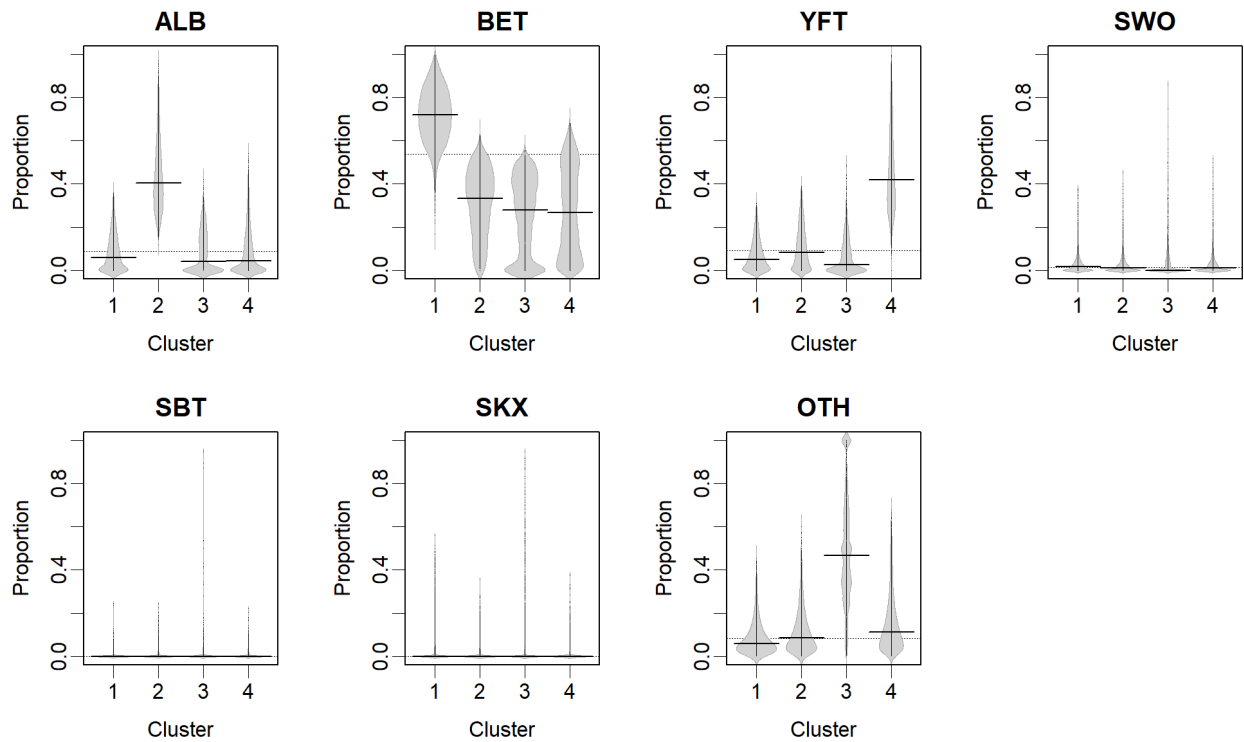 ALB
BET
YFT
SWO
Proportion
0.0 0.4 0.8
1 2 3 4
Cluster
Proportion
0.0 0.4 0.8
1 2 3 4
Cluster
Proportion
0.0 0.4 0.8
1 2 3 4
Cluster
Proportion
0.0 0.4 0.8
1 2 3 4
Cluster
SBT
SKX
OTH
Proportion
0.0 0.4 0.8
1 2 3 4
Cluster
Proportion
0.0 0.4 0.8
1 2 3 4
Cluster
Proportion
0.0 0.4 0.8
1 2 3 4
Cluster